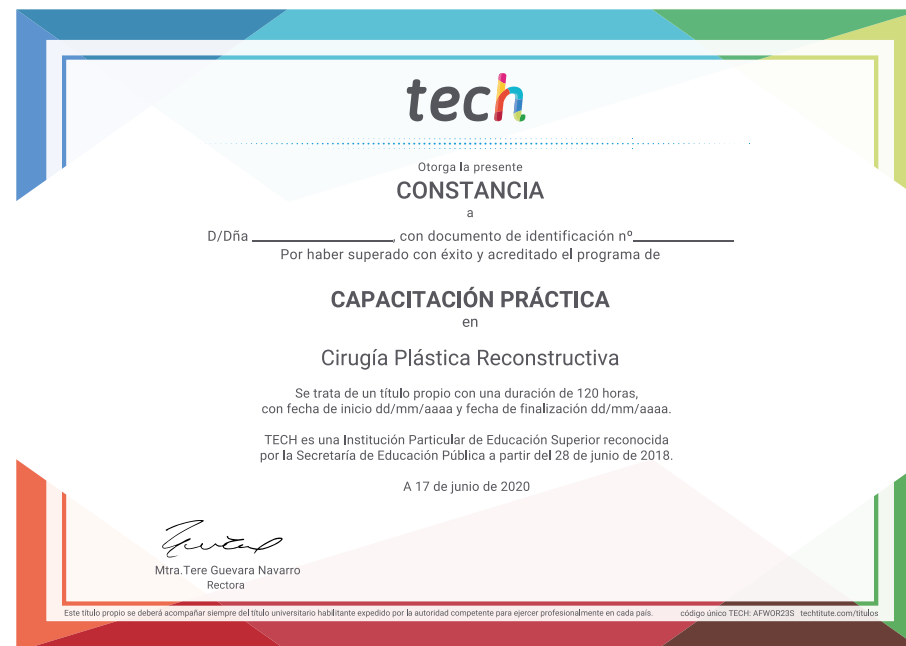 tech
Otorga la presente
CONSTANCIA
a
D/Dña ____________________, con documento de identificación nº______________
Por haber superado con éxito y acreditado el programa de
CAPACITACIÓN PRÁCTICA
en
Cirugía Plástica Reconstructiva
Se trata de un título propio con una duración de 120 horas,
con fecha de inicio dd/mm/aaaa y fecha de finalización dd/mm/aaaa.
TECH es una Institución Particular de Educación Superior reconocida
por la Secretaría de Educación Pública a partir del 28 de junio de 2018.
A 17 de junio de 2020
Mtra.Tere Guevara Navarro
Rectora
Este título propio se deberá acompañar siempre del título universitario habilitante expedido por la autoridad competente para ejercer profesionalmente en cada país. código único TECH: AFWOR23S techtitute.com/titulos